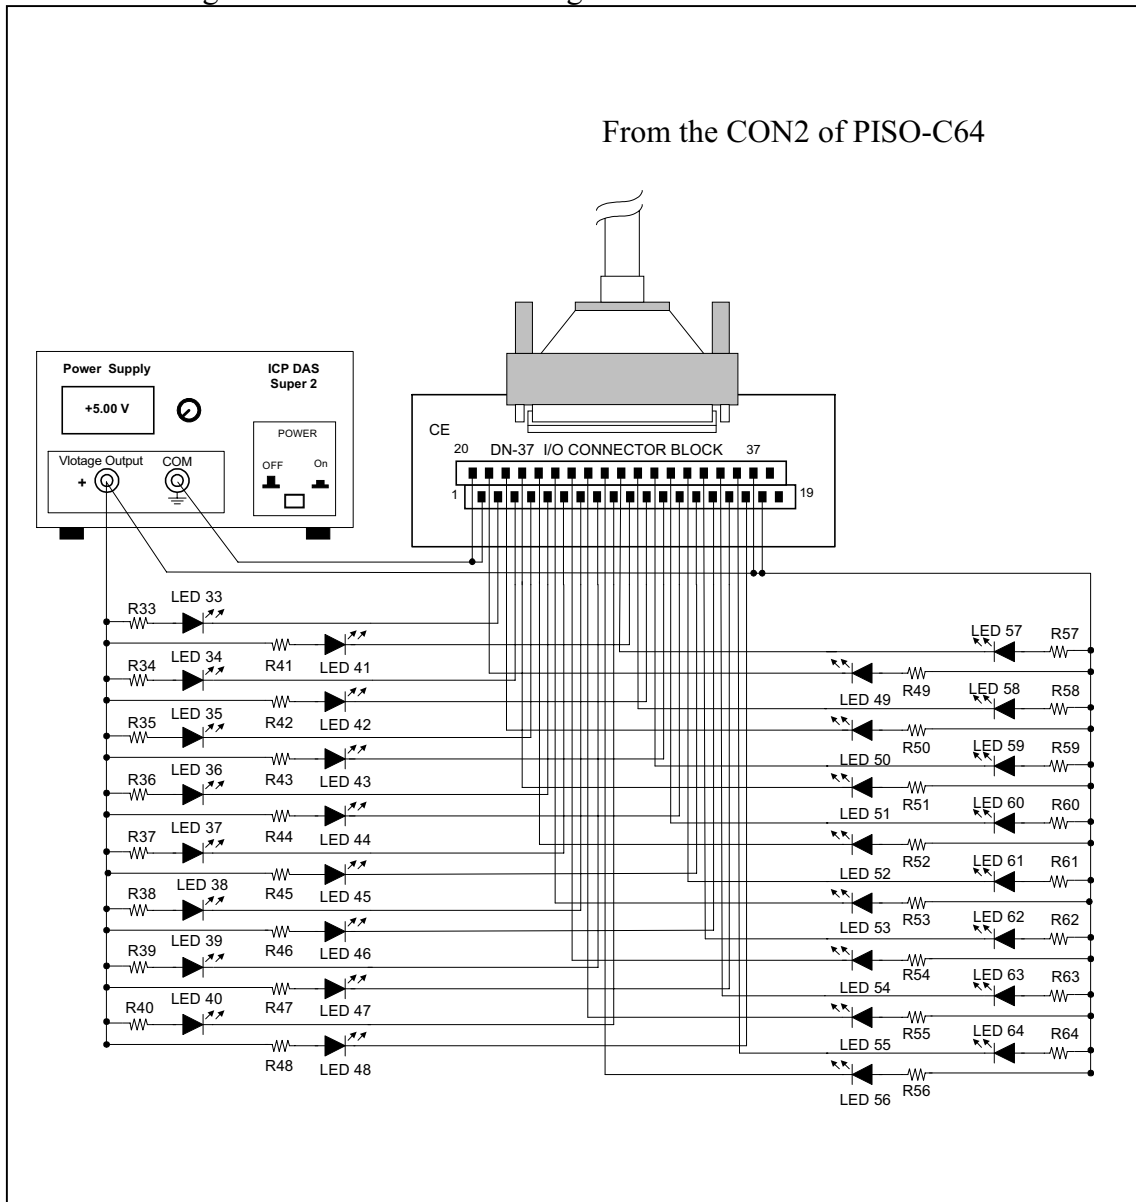 From the CON2 of PISO-C64
Power Supply
ICP DAS
Super 2
+5.00 V
POWER
OFF
On
Vlotage Output
COM
+
CE
20 DN-37 I/O CONNECTOR BLOCK 37
1
19
R33
LED 33
R41
LED 41
R34
LED 34
R42
LED 42
R35
LED 35
R43
LED 43
R36
LED 36
R44
LED 44
R37
LED 37
R45
LED 45
R38
LED 38
R46
LED 46
R39
LED 39
R47
LED 47
R40
LED 40
R48
LED 48
LED 57
R57
LED 49
R49
LED 58
R58
LED 50
R50
LED 59
R59
LED 51
R51
LED 60
R60
LED 52
R52
LED 61
R61
LED 53
R53
LED 62
R62
LED 54
R54
LED 63
R63
LED 55
R55
LED 64
R64
LED 56
R56